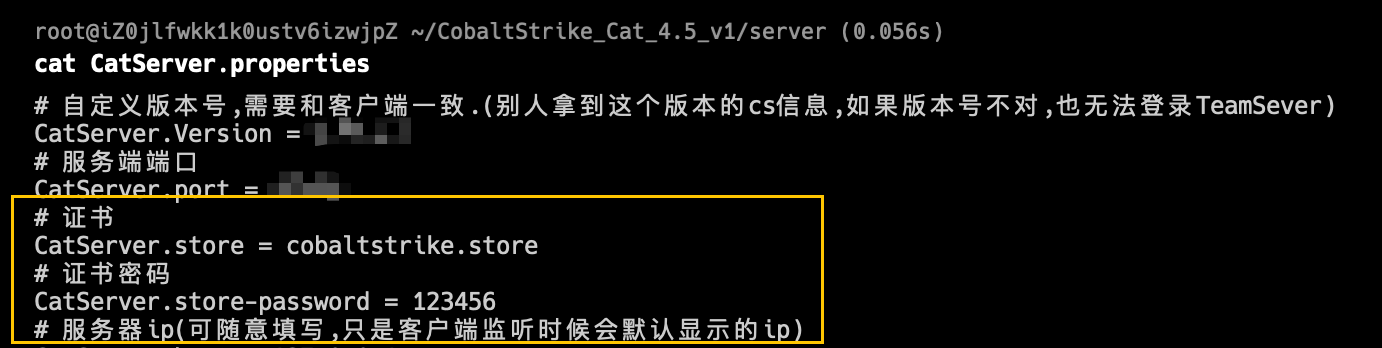 root@iZ0jlfwkk1k0ustv6izwjpZ ~/CobaltStrike_Cat_4.5_v1/server (0.056s)
cat CatServer.properties
# 自定义版本号,需要和客户端一致.(别人拿到这个版本的cs信息,如果版本号不对,也无法登录TeamSever)
CatServer.Version =
# 服务端端口
CatServer.port =
# 证书
CatServer.store = cobaltstrike.store
# 证书密码
CatServer.store-password = 123456
# 服务器ip(可随意填写,只是客户端监听时候会默认显示的ip)